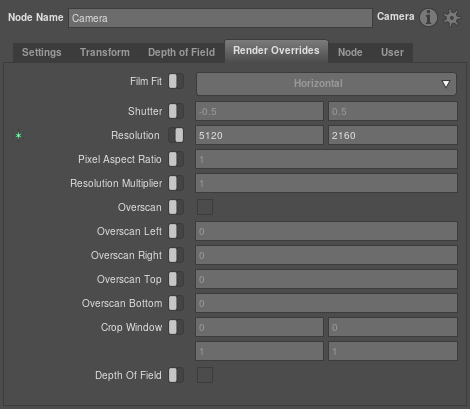 Node Name Camera Camera
Settings Transform Depth of Field Render Overrides Node User
Film Fit Horizontal
Shutter -0.5 0.5
Resolution 5120 2160
Pixel Aspect Ratio 1
Resolution Multiplier 1
Overscan
Overscan Left 0
Overscan Right 0
Overscan Top 0
Overscan Bottom 0
Crop Window 0 0
1 1
Depth Of Field